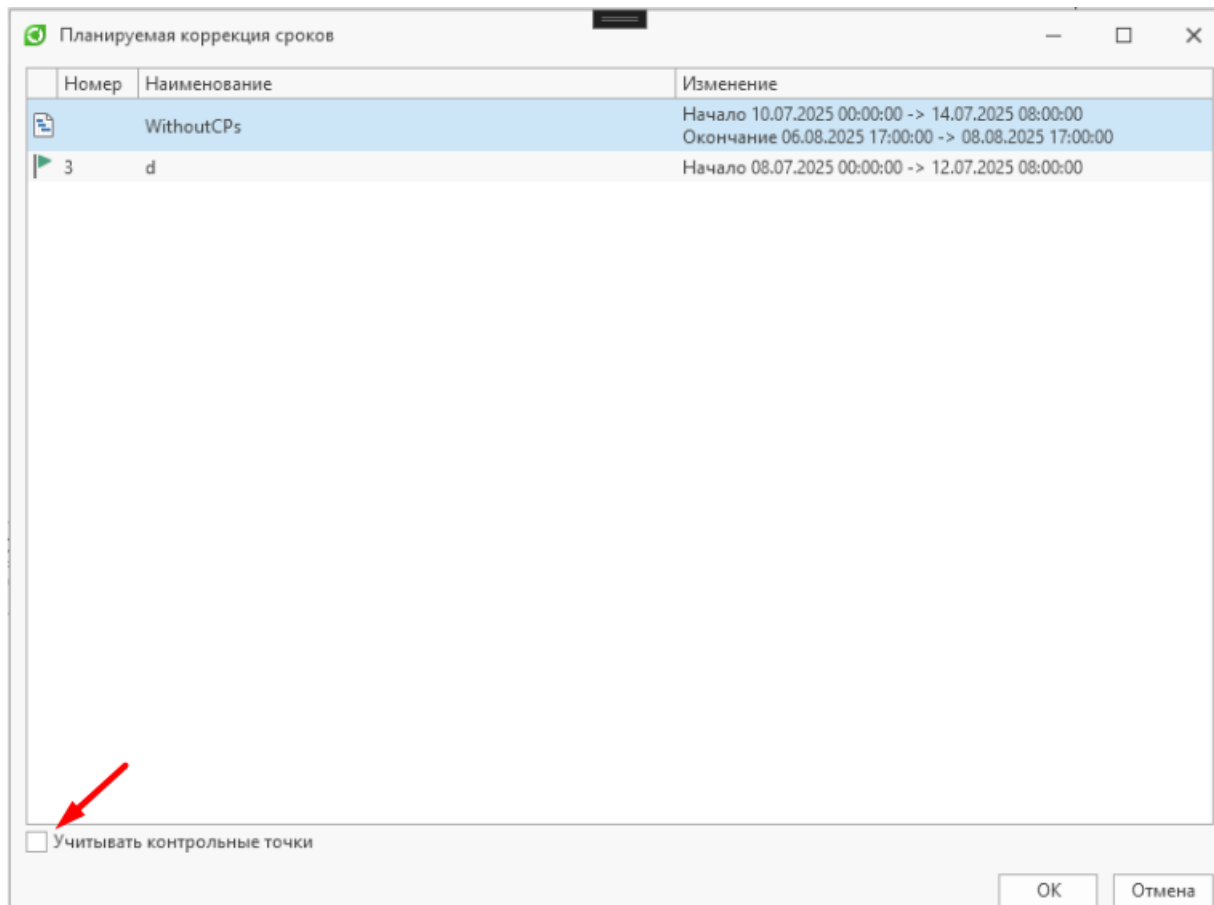 Планируемая коррекция сроков
Номер Наименование Изменение
WithoutCPs Начало 10.07.2025 00:00:00 -> 14.07.2025 08:00:00
Окончание 06.08.2025 17:00:00 -> 08.08.2025 17:00:00
3 d Начало 08.07.2025 00:00:00 -> 12.07.2025 08:00:00
Учитывать контрольные точки
ОК Отмена